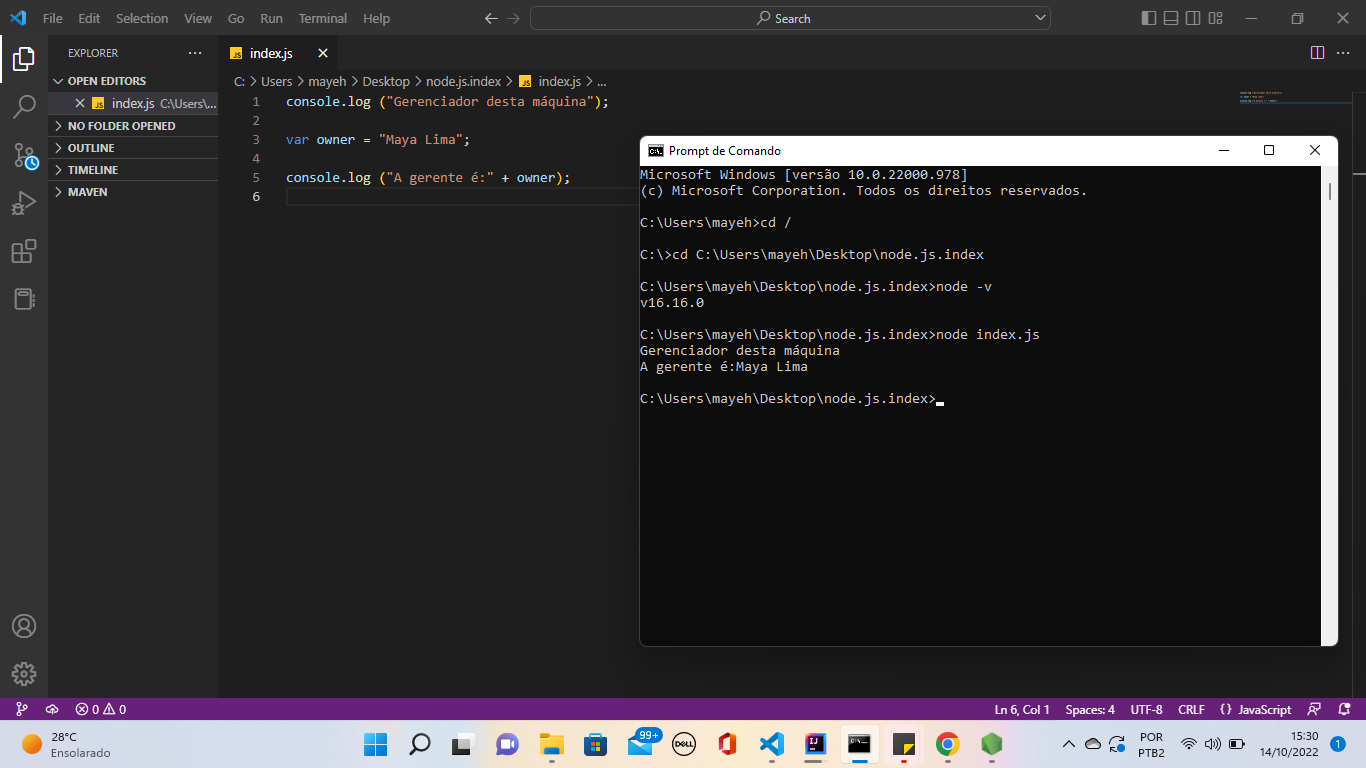 File Edit Selection View Go Run Terminal Help
Search
EXPLORER
OPEN EDITORS
index.js C:\Users\...
NO FOLDER OPENED
OUTLINE
TIMELINE
MAVEN
index.js
C: > Users > mayeh > Desktop > node.js.index > index.js > ...
1 console.log ("Gerenciador desta máquina");
2
3 var owner = "Maya Lima";
4
5 console.log ("A gerente é:" + owner);
6
Prompt de Comando
Microsoft Windows [versão 10.0.22000.978]
(c) Microsoft Corporation. Todos os direitos reservados.
C:\Users\mayeh>cd /
C:\>cd C:\Users\mayeh\Desktop\node.js.index
C:\Users\mayeh\Desktop\node.js.index>node -v
v16.16.0
C:\Users\mayeh\Desktop\node.js.index>node index.js
Gerenciador desta máquina
A gerente é:Maya Lima
C:\Users\mayeh\Desktop\node.js.index>
0 0
Ln 6, Col 1 Spaces: 4 UTF-8 CRLF {} JavaScript
28°C
Ensolarado
99+
DELL
POR
PTB2
15:30
14/10/2022
1